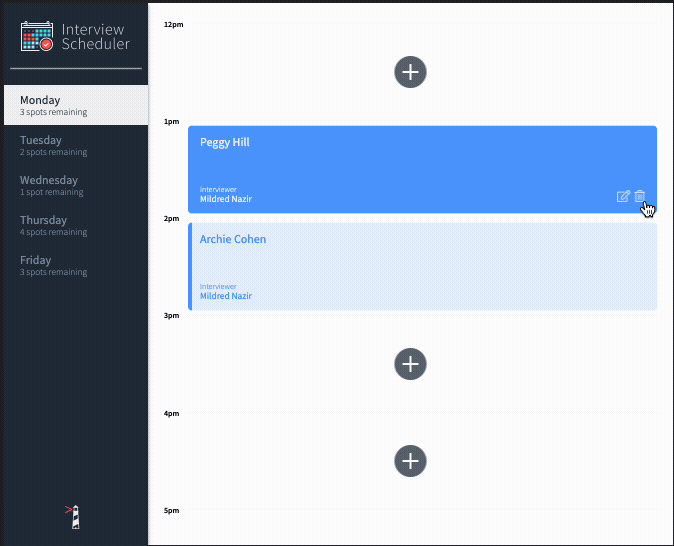 Interview
Scheduler
Monday
3 spots remaining
Tuesday
2 spots remaining
Wednesday
1 spot remaining
Thursday
4 spots remaining
Friday
3 spots remaining
12pm
1pm
Peggy Hill
Interviewer
Mildred Nazir
2pm
Archie Cohen
Interviewer
Mildred Nazir
3pm
4pm
5pm